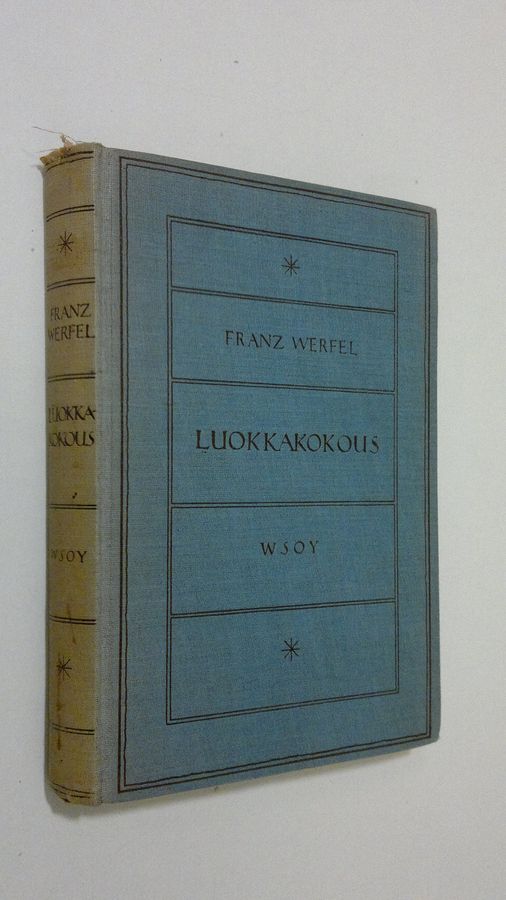 FRANZ
WERFEL
LUOKKA-
KOKOUS
WSOY
FRANZ WERFEL
LUOKKAKOKOUS
WSOY